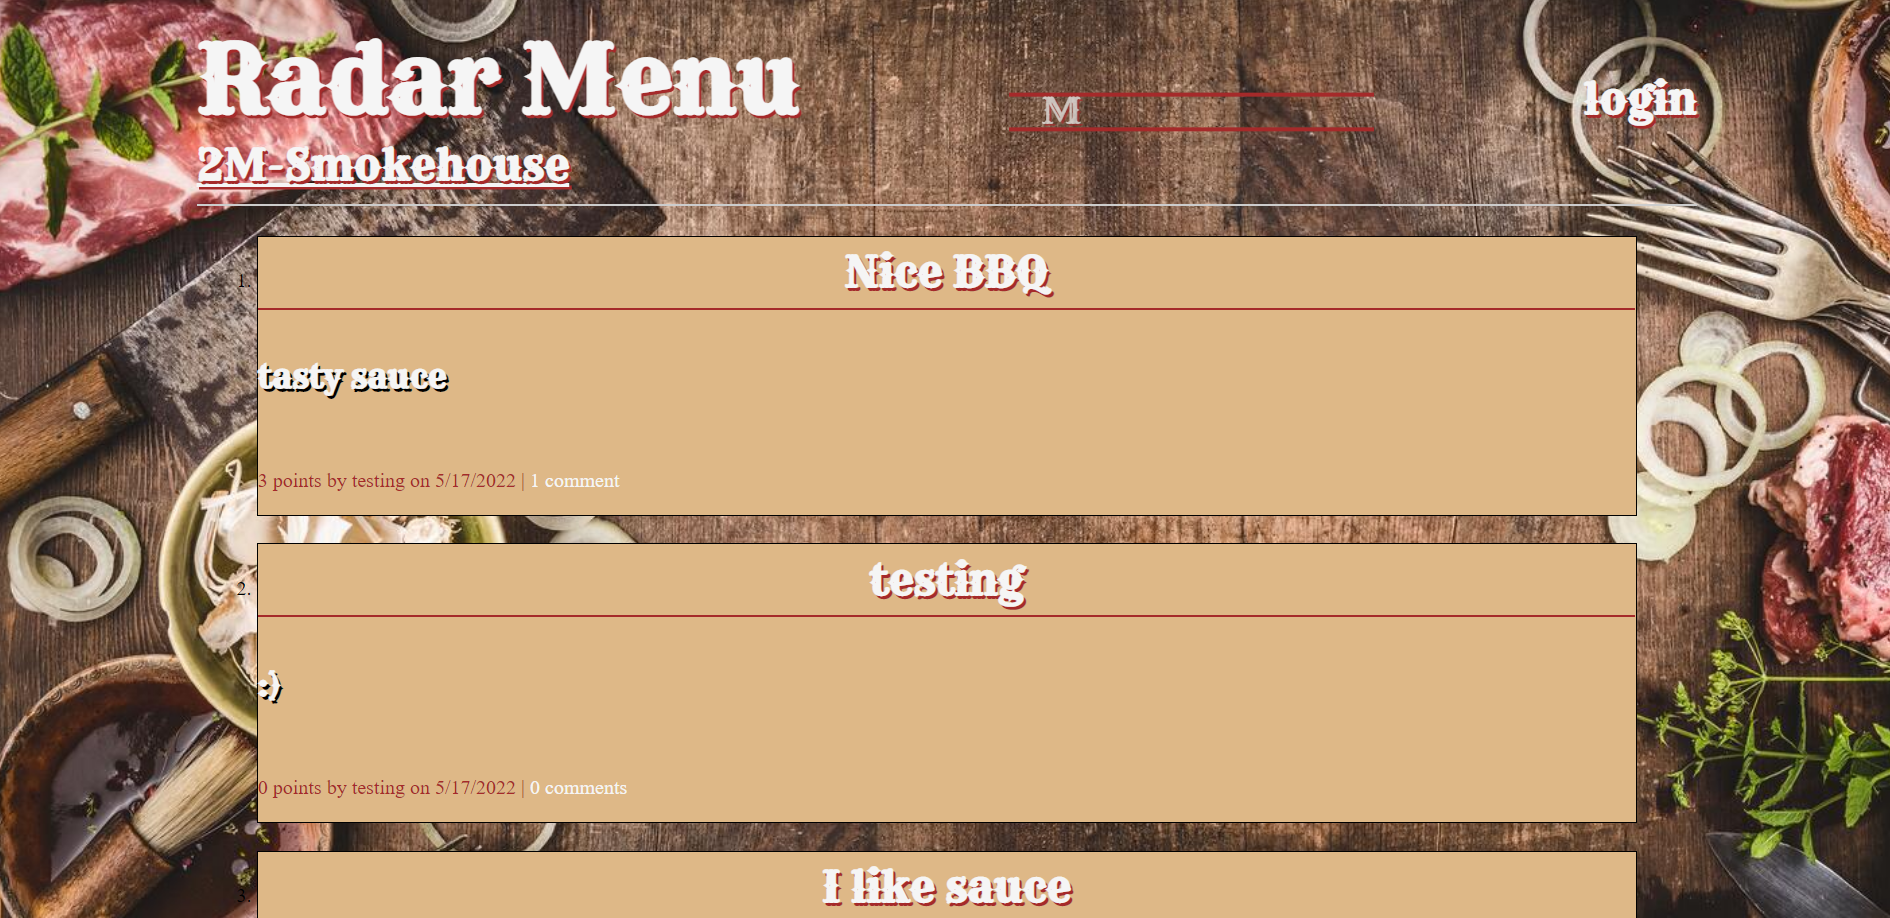 Radar Menu
M
login
2M-Smokehouse
1. Nice BBQ
tasty sauce
3 points by testing on 5/17/2022 | 1 comment
2. testing
:)
0 points by testing on 5/17/2022 | 0 comments
3. I like sauce